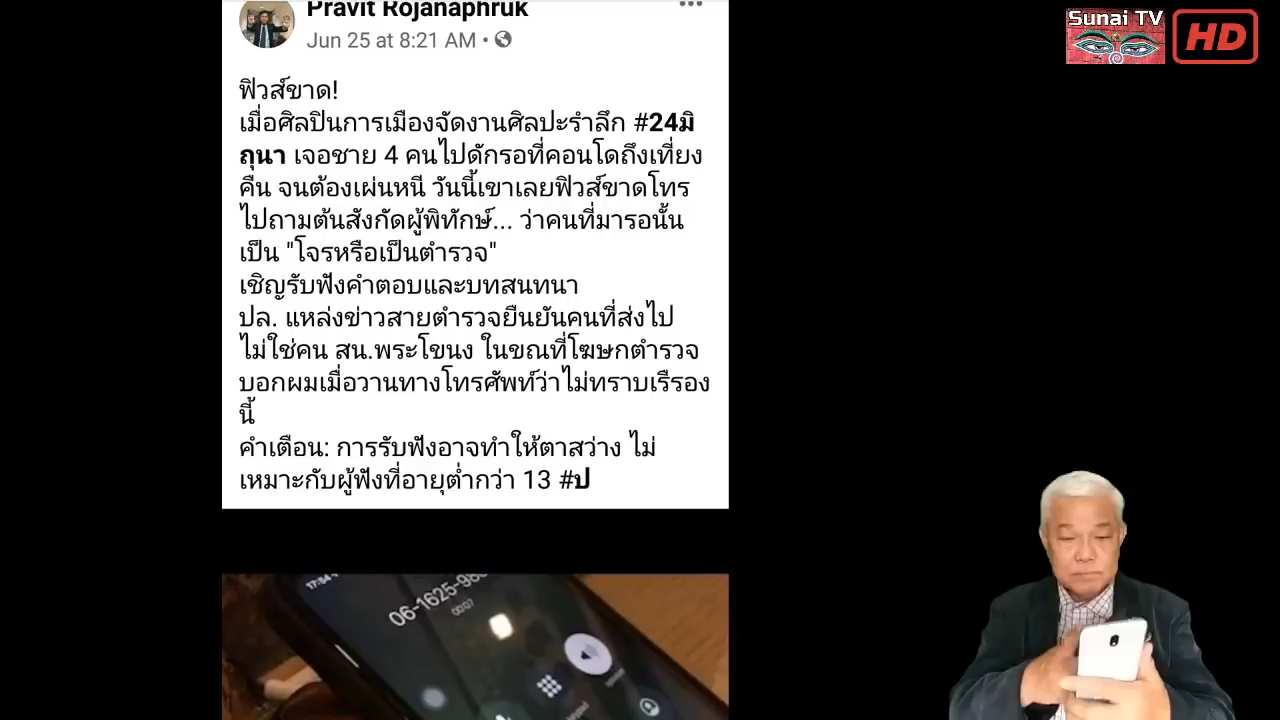 Pravit Rojanaphruk
Jun 25 at 8:21 AM •
Sunai TV
HD
ฟิวส์ขาด!
เมื่อศิลปินการเมืองจัดงานศิลปะรำลึก #24มิ
ถุนา เจอชาย 4 คนไปดักรอที่คอนโดถึงเที่ยง
คืน จนต้องเผ่นหนี วันนี้เขาเลยฟิวส์ขาดโทร
ไปถามต้นสังกัดผู้พิทักษ์... ว่าคนที่มารอนั้น
เป็น "โจรหรือเป็นตำรวจ"
เชิญรับฟังคำตอบและบทสนทนา
ปล. แหล่งข่าวสายตำรวจยืนยันคนที่ส่งไป
ไม่ใช่คน สน.พระโขนง ในขณที่โฆษกตำรวจ
บอกผมเมื่อวานทางโทรศัพท์ว่าไม่ทราบเรืรอง
นี้
คำเตือน: การรับฟังอาจทำให้ตาสว่าง ไม่
เหมาะกับผู้ฟังที่อายุต่ำกว่า 13 #ป
17:54
06-1625-98
00:07